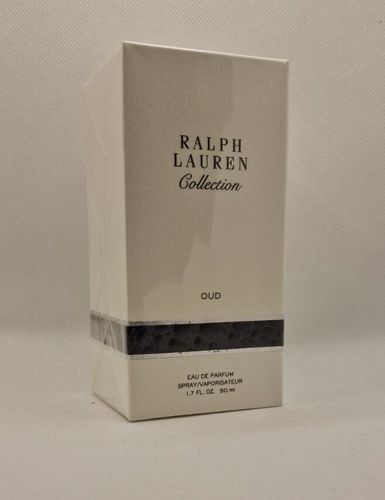 RALPH
LAUREN
Collection
OUD
EAU DE PARFUM
SPRAY/VAPORISATEUR
1.7 FL. OZ. 50 ml